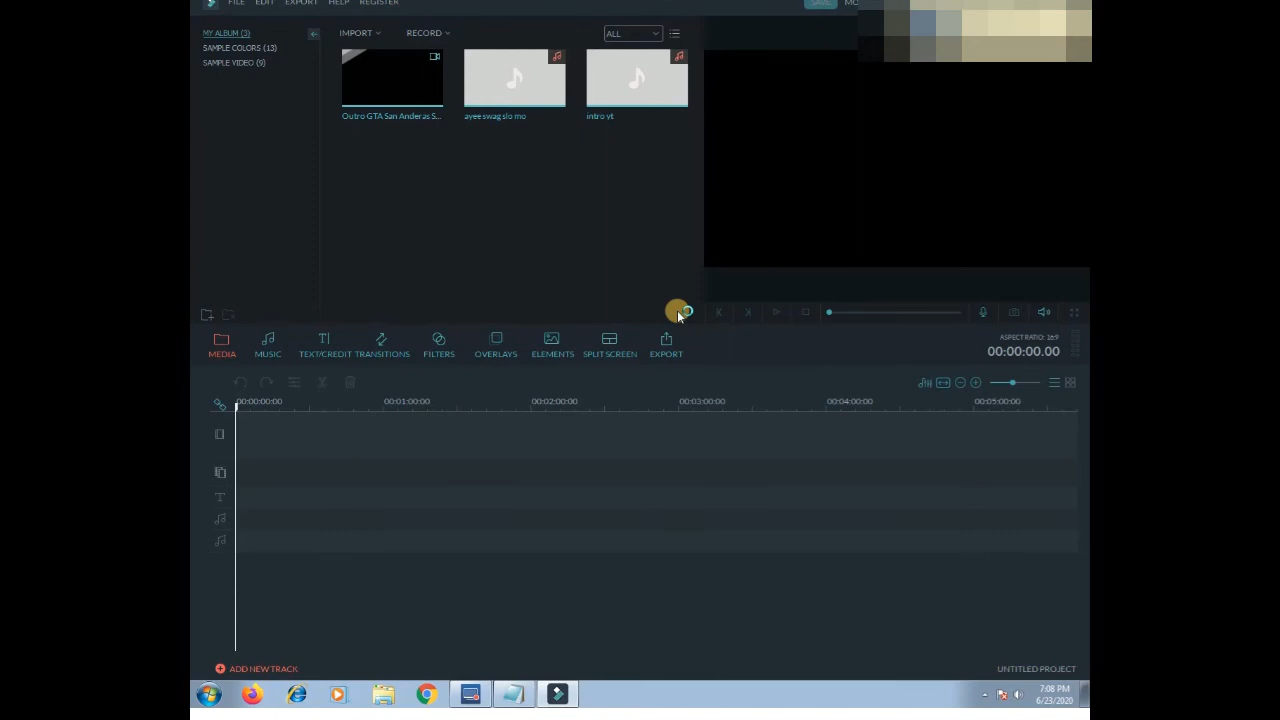 FILE EDIT EXPORT HELP REGISTER SAVE
MY ALBUM (3)
SAMPLE COLORS (13)
SAMPLE VIDEO (9)
IMPORT RECORD ALL
Outro GTA San Anderas S... ayee swag slo mo intro yt
MEDIA MUSIC TEXT/CREDIT TRANSITIONS FILTERS OVERLAYS ELEMENTS SPLIT SCREEN EXPORT
ASPECT RATIO: 16:9
00:00:00.00
00:00:00:00 00:01:00:00 00:02:00:00 00:03:00:00 00:04:00:00 00:05:00:00
ADD NEW TRACK UNTITLED PROJECT
7:08 PM
6/23/2020